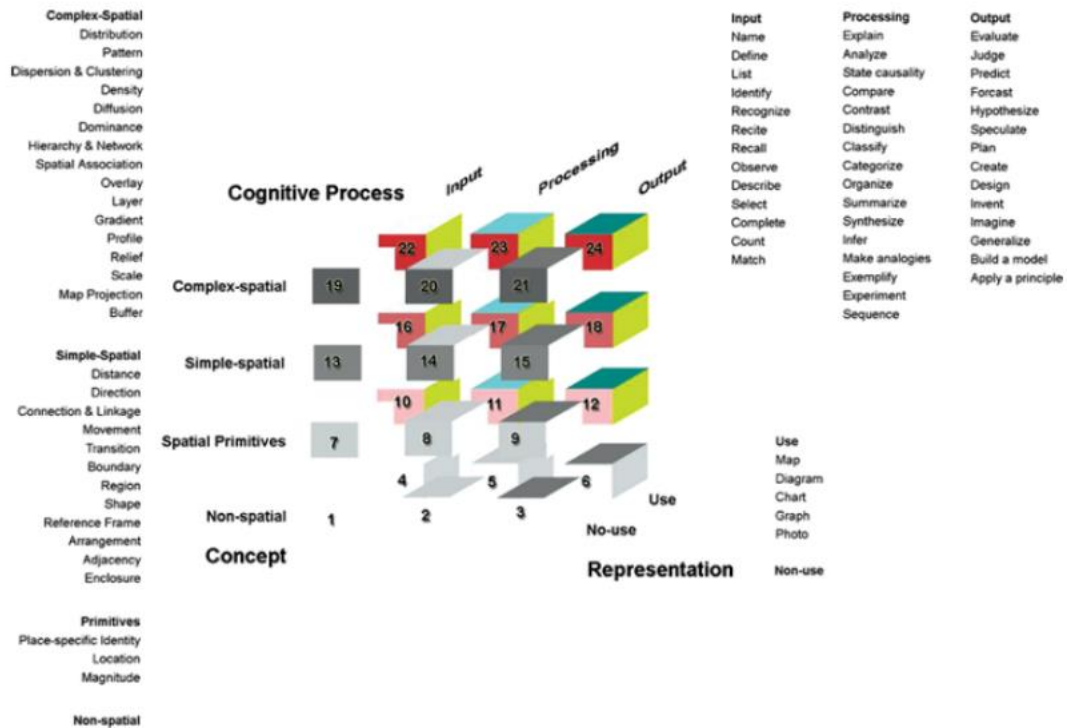 Complex-Spatial
Distribution
Pattern
Dispersion & Clustering
Density
Diffusion
Dominance
Hierarchy & Network
Spatial Association
Overlay
Layer
Gradient
Profile
Relief
Scale
Map Projection
Buffer
Simple-Spatial
Distance
Direction
Connection & Linkage
Movement
Transition
Boundary
Region
Shape
Reference Frame
Arrangement
Adjacency
Enclosure
Primitives
Place-specific Identity
Location
Magnitude
Non-spatial
Cognitive Process
Input
Processing
Output
22 23 24
Complex-spatial 19 20 21
16 17 18
Simple-spatial 13 14 15
10 11 12
Spatial Primitives 7 8 9
4 5 6
Use
Non-spatial 1 2 3
No-use
Concept
Representation
Input
Name
Define
List
Identify
Recognize
Recite
Recall
Observe
Describe
Select
Complete
Count
Match
Processing
Explain
Analyze
State causality
Compare
Contrast
Distinguish
Classify
Categorize
Organize
Summarize
Synthesize
Infer
Make analogies
Exemplify
Experiment
Sequence
Output
Evaluate
Judge
Predict
Forcast
Hypothesize
Speculate
Plan
Create
Design
Invent
Imagine
Generalize
Build a model
Apply a principle
Use
Map
Diagram
Chart
Graph
Photo
Non-use